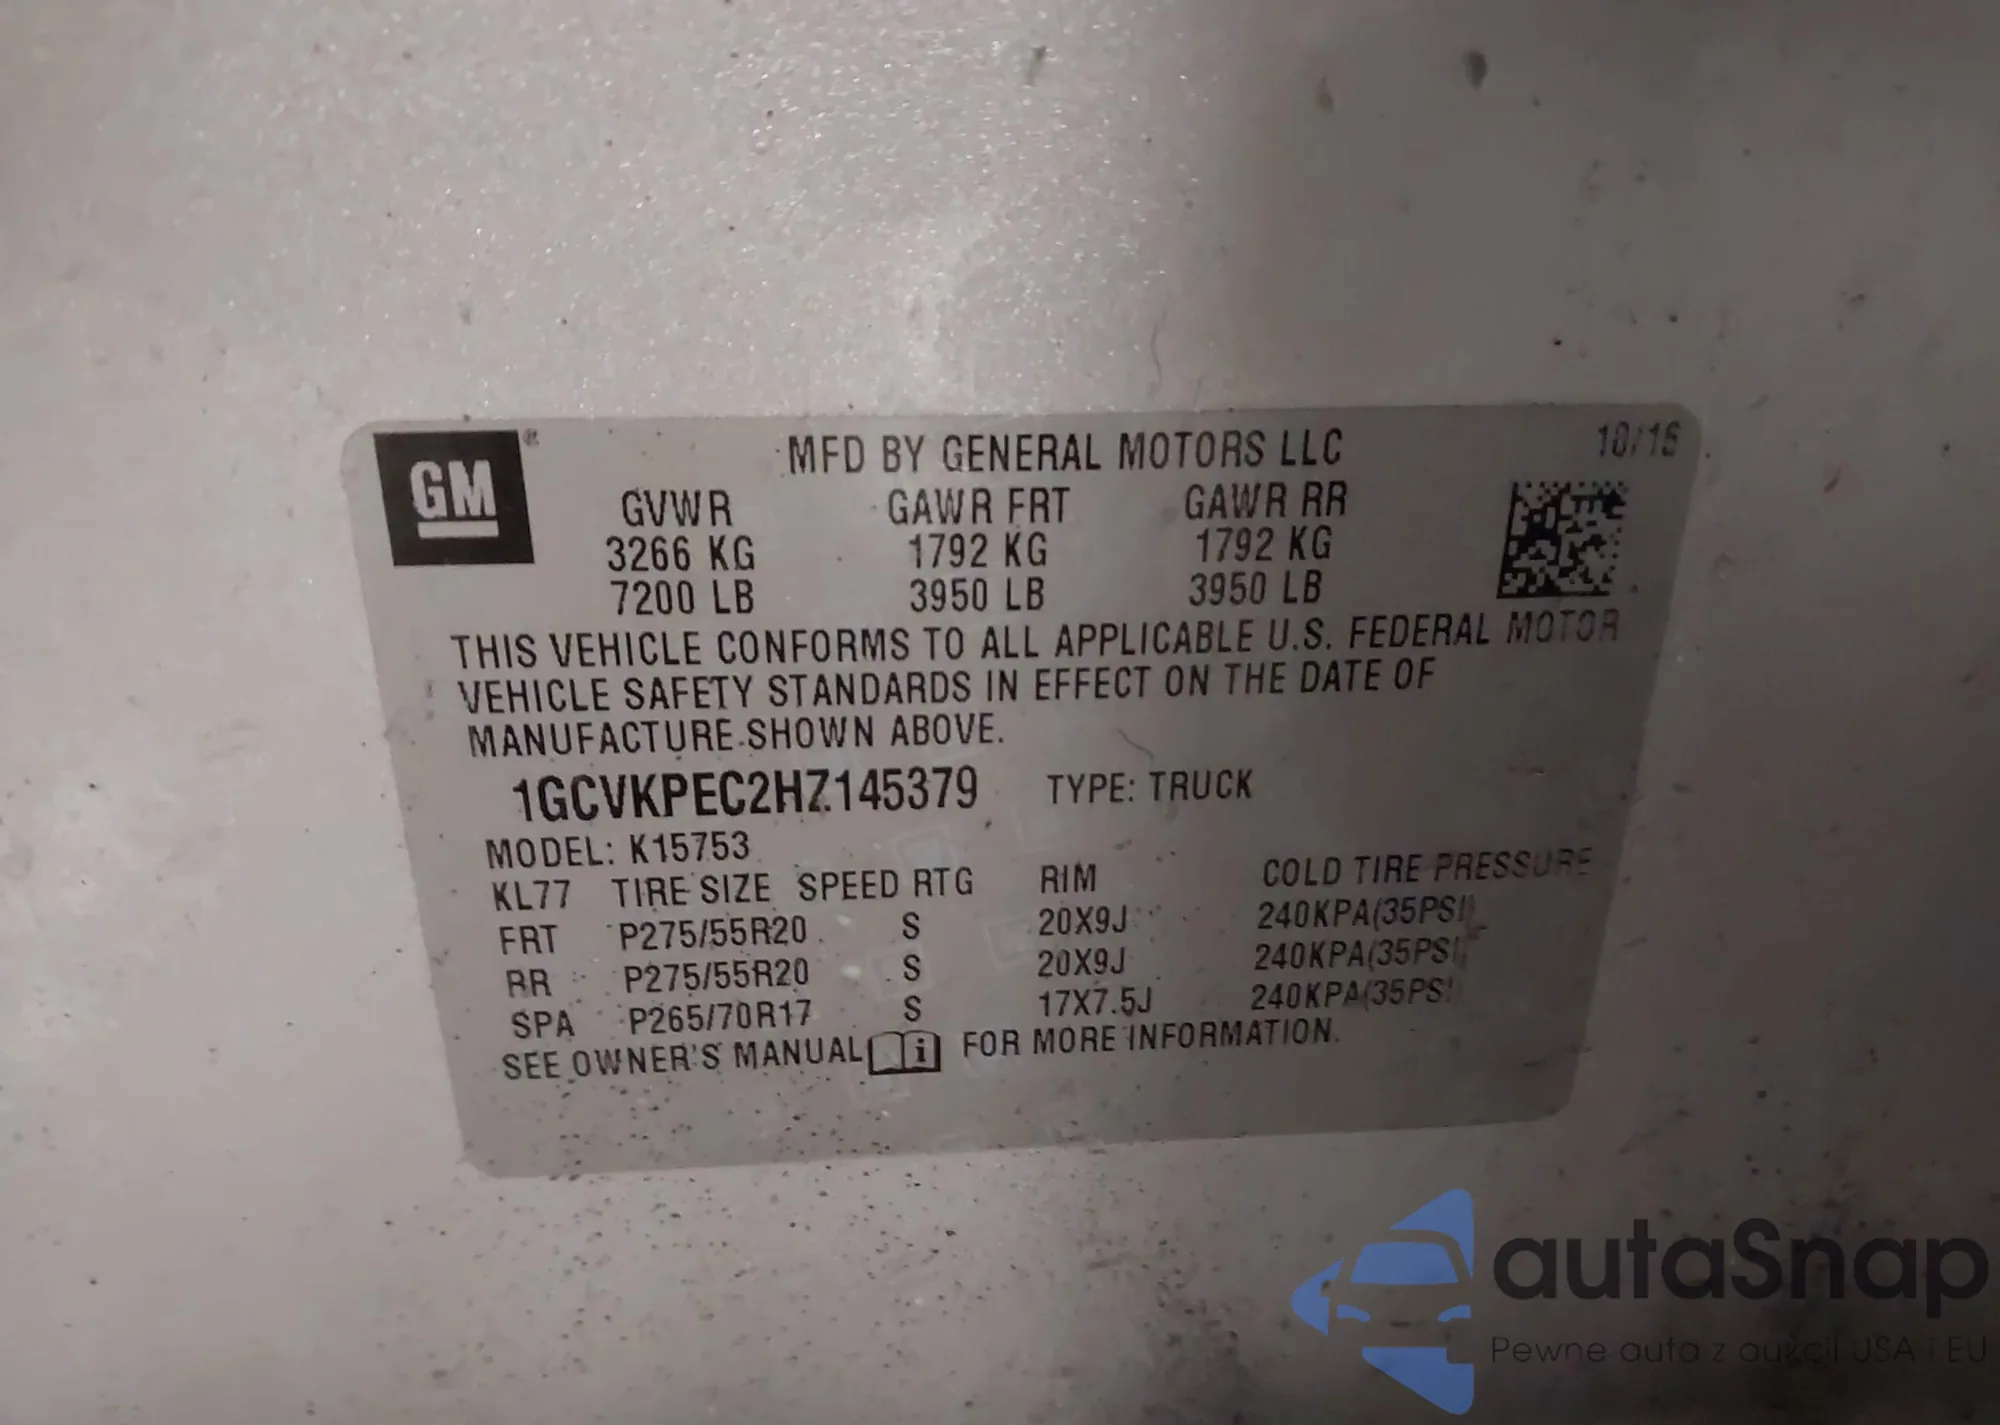 GM®
MFD BY GENERAL MOTORS LLC 10/16
GVWR GAWR FRT GAWR RR
3266 KG 1792 KG 1792 KG
7200 LB 3950 LB 3950 LB
THIS VEHICLE CONFORMS TO ALL APPLICABLE U.S. FEDERAL MOTOR
VEHICLE SAFETY STANDARDS IN EFFECT ON THE DATE OF
MANUFACTURE SHOWN ABOVE.
1GCVKPEC2HZ145379 TYPE: TRUCK
MODEL: K15753
KL77 TIRE SIZE SPEED RTG RIM COLD TIRE PRESSURE
FRT P275/55R20 S 20X9J 240KPA(35PSI)
RR P275/55R20 S 20X9J 240KPA(35PSI)
SPA P265/70R17 S 17X7.5J 240KPA(35PSI)
SEE OWNER'S MANUAL i FOR MORE INFORMATION.
autaSnap
Pewne auta z aukcji USA i EU